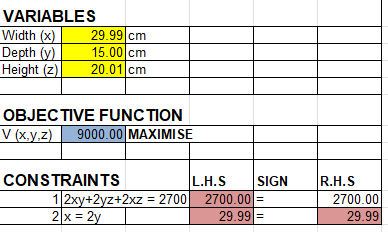 VARIABLES
Width (x) 29.99 cm
Depth (y) 15.00 cm
Height (z) 20.01 cm
OBJECTIVE FUNCTION
V (x,y,z) 9000.00 MAXIMISE
CONSTRAINTS L.H.S SIGN R.H.S
1 2xy+2yz+2xz = 2700 2700.00 = 2700.00
2 x = 2y 29.99 = 29.99